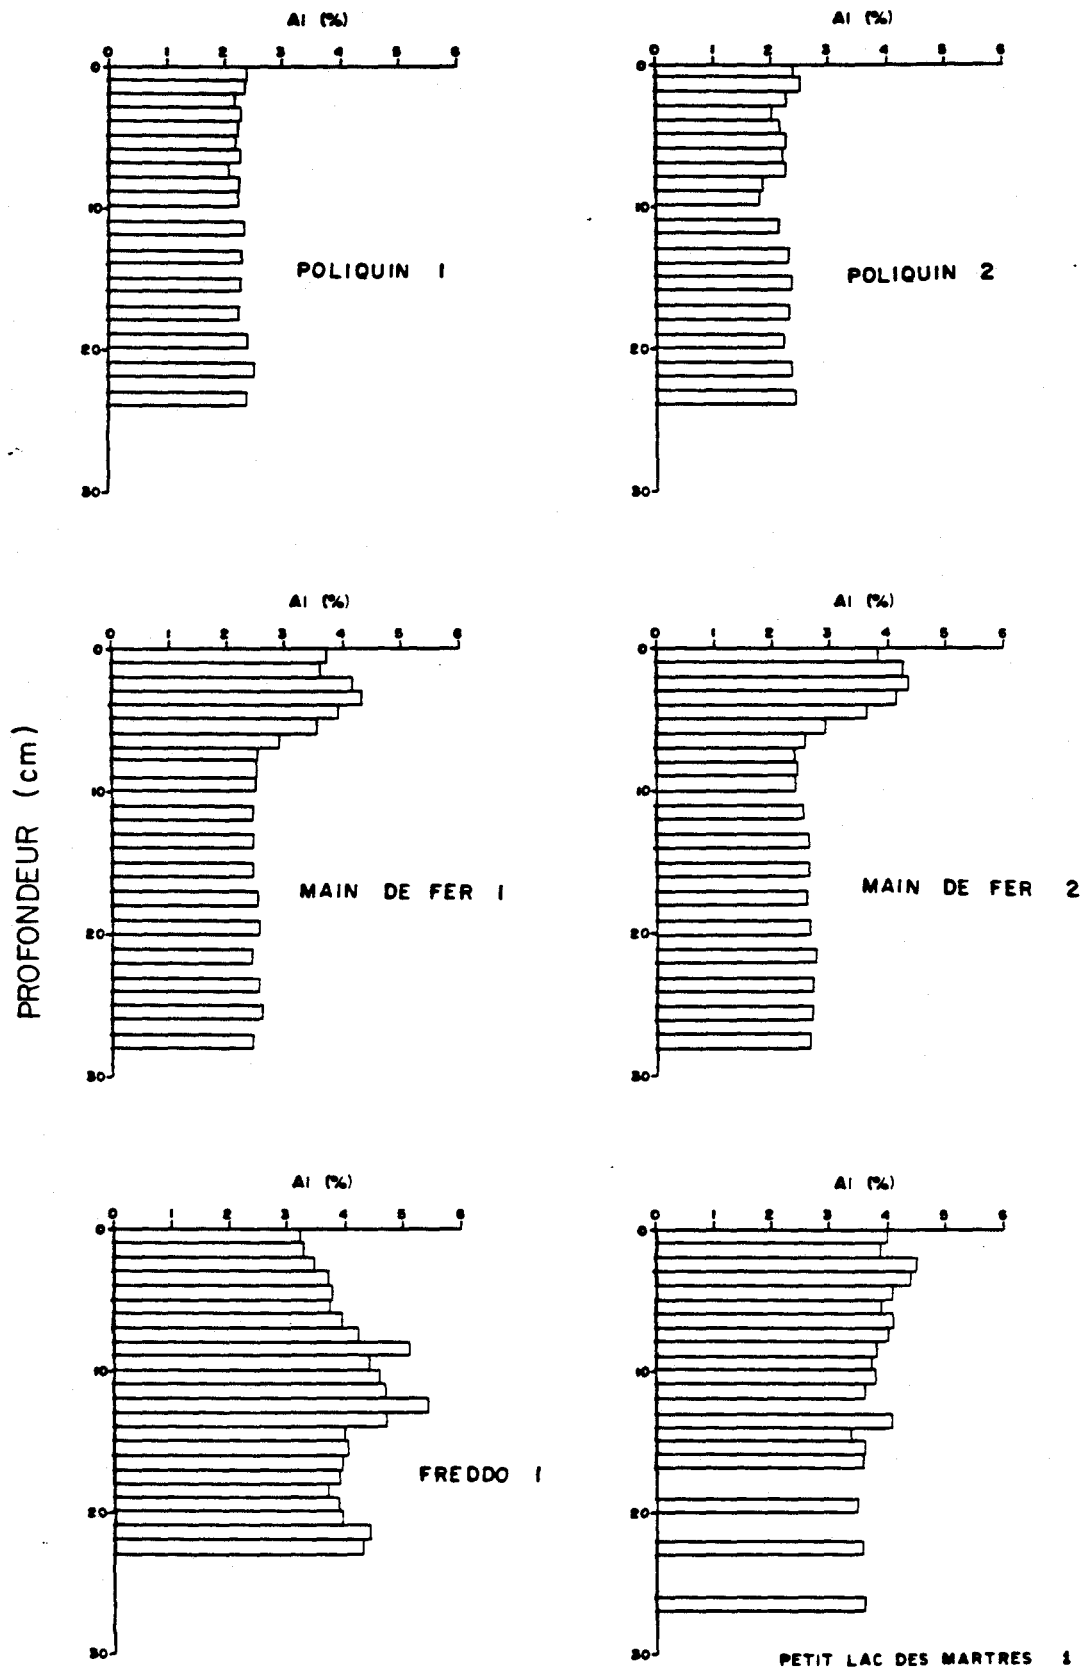 Al (%)
0 1 2 3 4 5 6
0
10
20
30
POLIQUIN 1
Al (%)
0 1 2 3 4 5 6
0
10
20
30
POLIQUIN 2
PROFONDEUR (cm)
Al (%)
0 1 2 3 4 5 6
0
10
20
30
MAIN DE FER 1
Al (%)
0 1 2 3 4 5 6
0
10
20
30
MAIN DE FER 2
Al (%)
0 1 2 3 4 5 6
0
10
20
30
FREDDO 1
Al (%)
0 1 2 3 4 5 6
0
10
20
30
PETIT LAC DES MARTRES 1